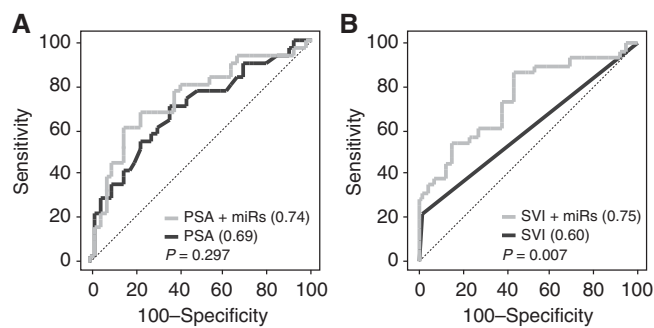 A
100
80
60
40
20
0
Sensitivity
PSA + miRs (0.74)
PSA (0.69)
P = 0.297
0 20 40 60 80 100
100–Specificity
B
100
80
60
40
20
0
Sensitivity
SVI + miRs (0.75)
SVI (0.60)
P = 0.007
0 20 40 60 80 100
100–Specificity